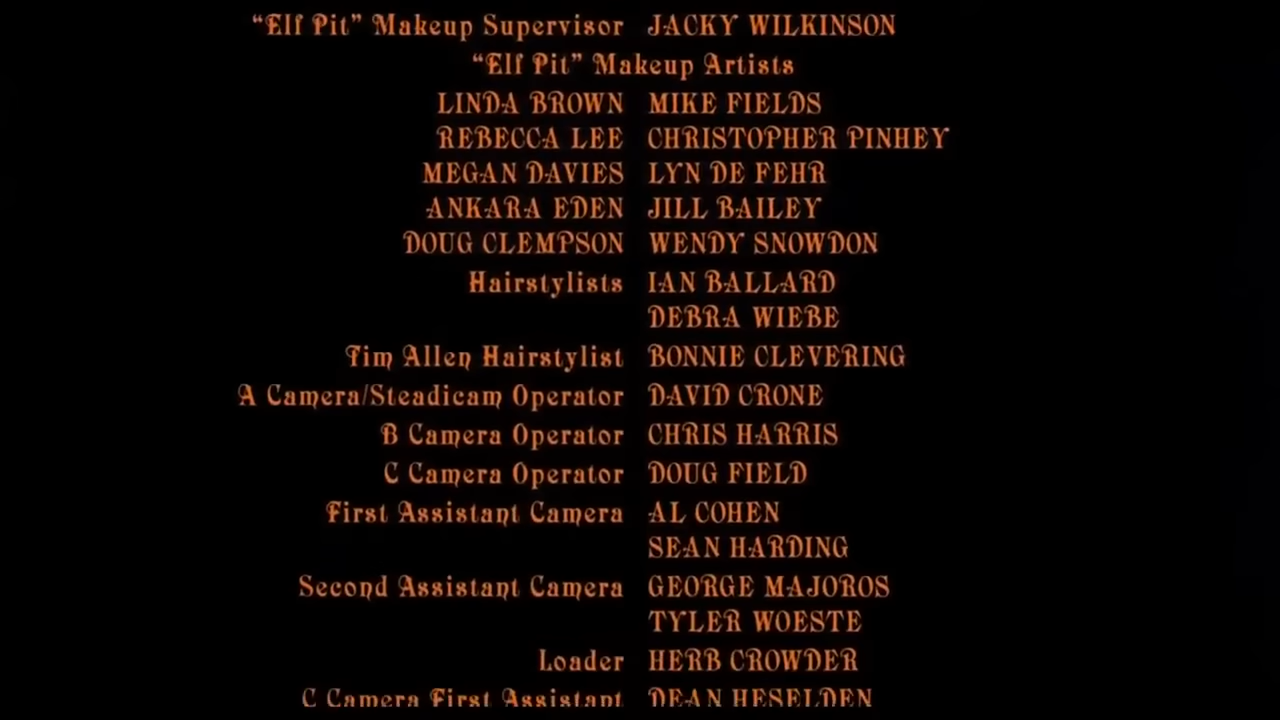 “Elf Pit” Makeup Supervisor JACKY WILKINSON
“Elf Pit” Makeup Artists
LINDA BROWN MIKE FIELDS
REBECCA LEE CHRISTOPHER PINHEY
MEGAN DAVIES LYN DE FEHR
ANKARA EDEN JILL BAILEY
DOUG CLEMPSON WENDY SNOWDON
Hairstylists IAN BALLARD
DEBRA WIEBE
Tim Allen Hairstylist BONNIE CLEVERING
A Camera/Steadicam Operator DAVID CRONE
B Camera Operator CHRIS HARRIS
C Camera Operator DOUG FIELD
First Assistant Camera AL COHEN
SEAN HARDING
Second Assistant Camera GEORGE MAJOROS
TYLER WOESTE
Loader HERB CROWDER
C Camera First Assistant DEAN HESELDEN